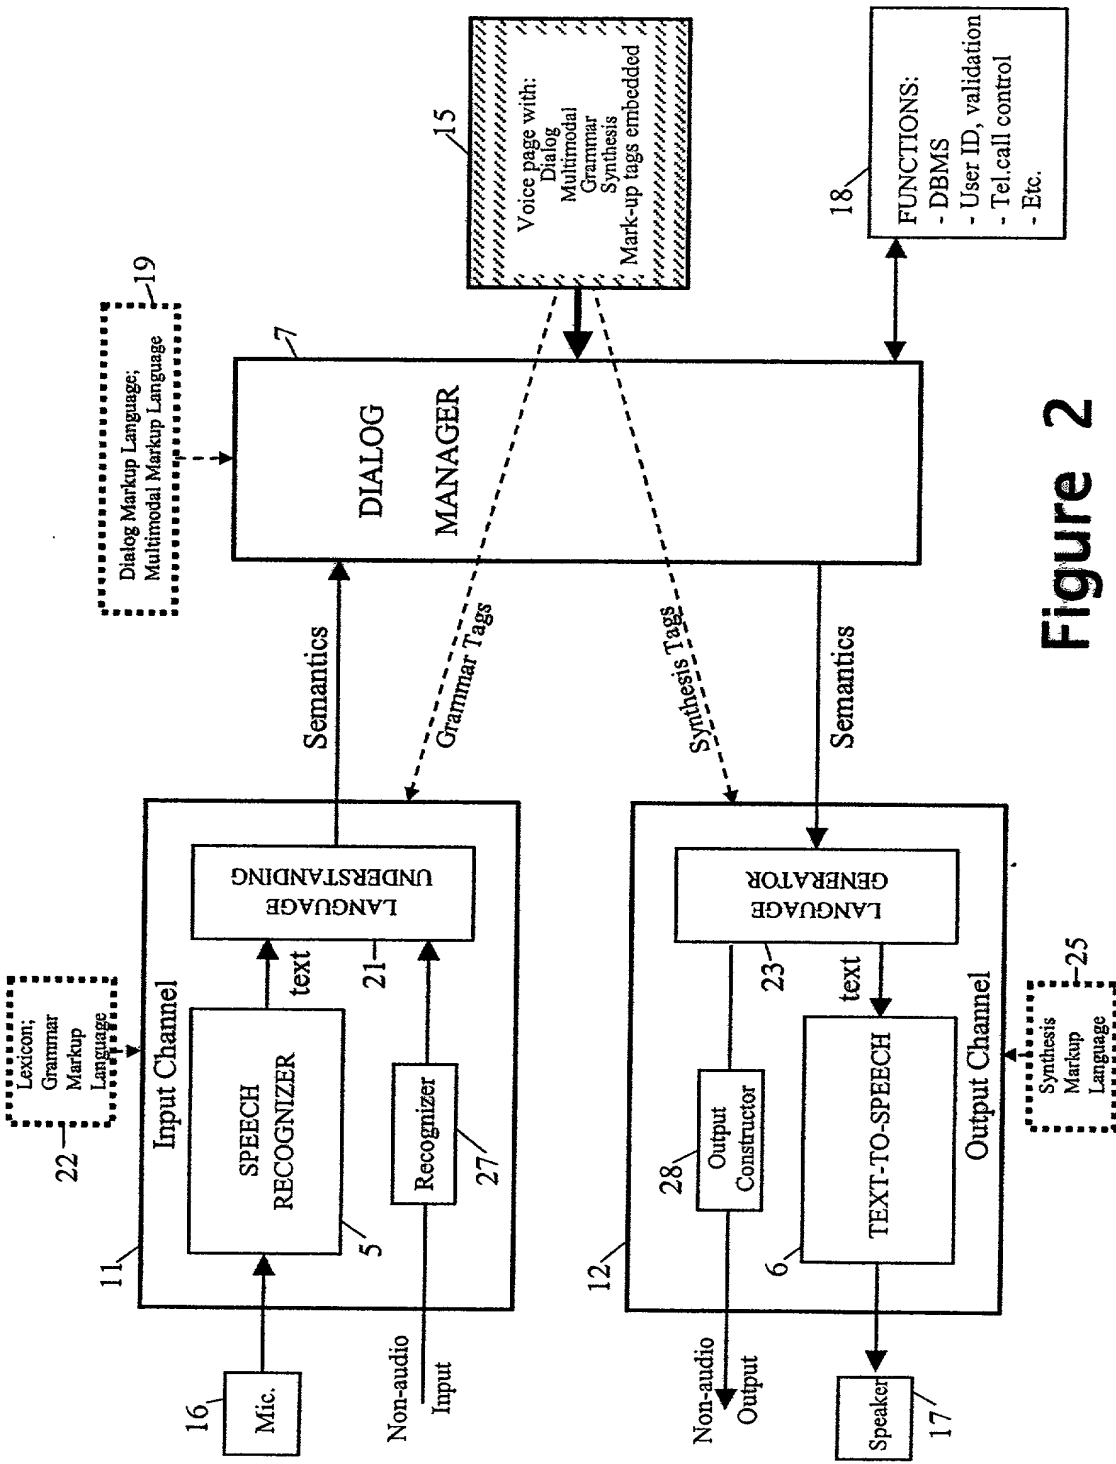 22
Lexicon;
Grammar
Markup
Language
11
Input Channel
16
Mic.
SPEECH
RECOGNIZER
5
text
LANGUAGE
UNDERSTANDING
21
Non-audio
Input
Recognizer
27
Semantics
Grammar Tags
Dialog Markup Language;
Multimodal Markup Language
19
7
DIALOG
MANAGER
15
Voice page with:
Dialog
Multimodal
Grammar
Synthesis
Mark-up tags embedded
18
FUNCTIONS:
- DBMS
- User ID, validation
- Tel.call control
- Etc.
Synthesis Tags
Semantics
12
Non-audio
Output
28
Output
Constructor
LANGUAGE
GENERATOR
23
text
6
TEXT-TO-SPEECH
Speaker
17
Output Channel
Synthesis
Markup
Language
25
Figure 2